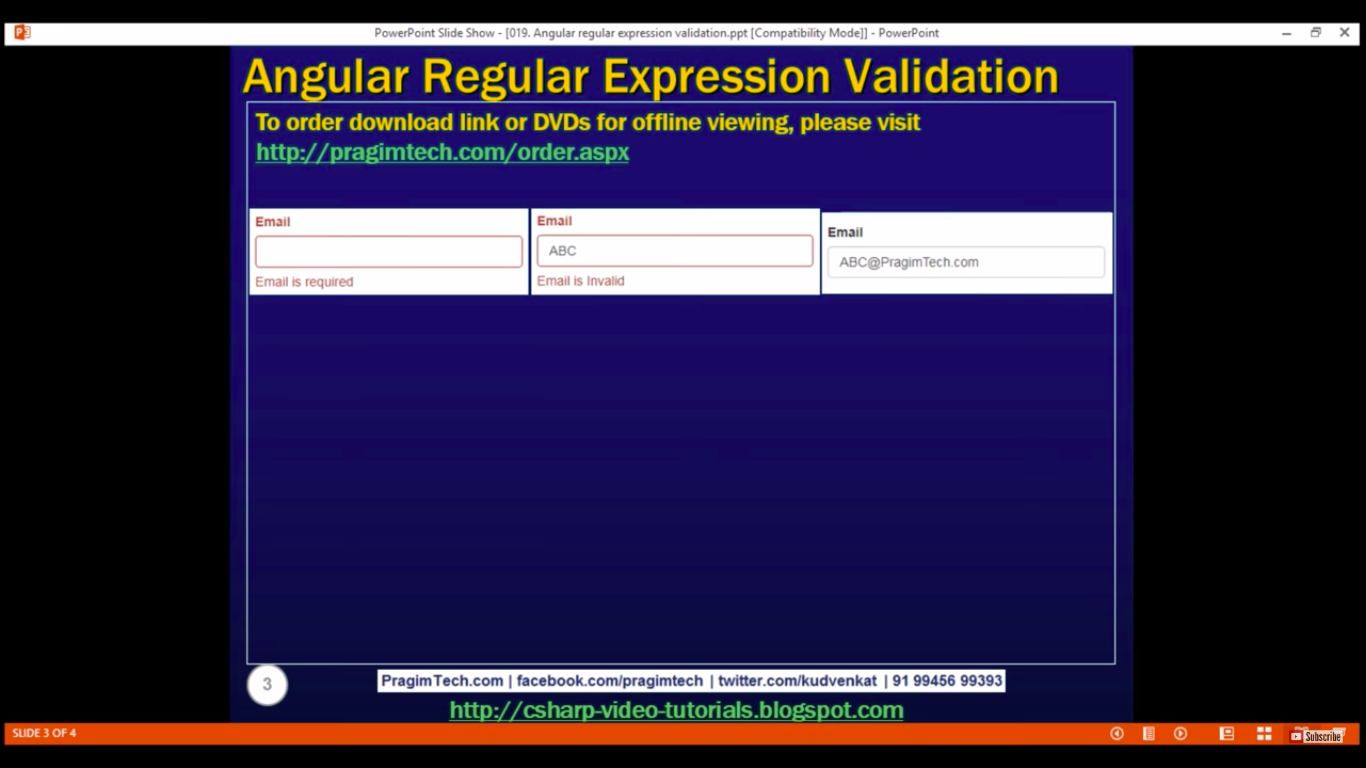 PowerPoint Slide Show - [019. Angular regular expression validation.ppt [Compatibility Mode]] - PowerPoint
Angular Regular Expression Validation
To order download link or DVDs for offline viewing, please visit
http://pragimtech.com/order.aspx
Email
Email is required
Email
ABC
Email is Invalid
Email
ABC@PragimTech.com
3
PragimTech.com | facebook.com/pragimtech | twitter.com/kudvenkat | 91 99456 99393
http://csharp-video-tutorials.blogspot.com
SLIDE 3 OF 4
Subscribe